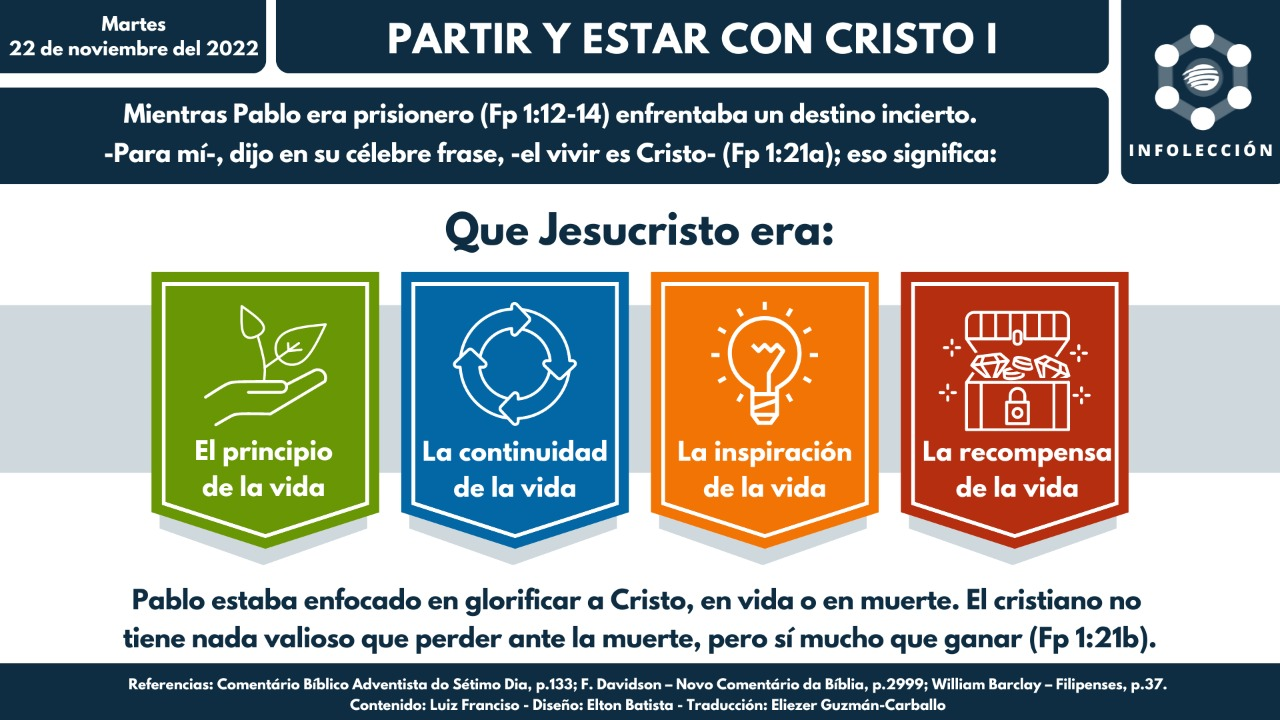 Martes
22 de noviembre del 2022
PARTIR Y ESTAR CON CRISTO I
INFOLECCIÓN
Mientras Pablo era prisionero (Fp 1:12-14) enfrentaba un destino incierto.
-Para mí-, dijo en su célebre frase, -el vivir es Cristo- (Fp 1:21a); eso significa:
Que Jesucristo era:
El principio
de la vida
La continuidad
de la vida
La inspiración
de la vida
La recompensa
de la vida
Pablo estaba enfocado en glorificar a Cristo, en vida o en muerte. El cristiano no
tiene nada valioso que perder ante la muerte, pero sí mucho que ganar (Fp 1:21b).
Referencias: Comentário Bíblico Adventista do Sétimo Dia, p.133; F. Davidson – Novo Comentário da Bíblia, p.2999; William Barclay – Filipenses, p.37.
Contenido: Luiz Franciso - Diseño: Elton Batista - Traducción: Eliezer Guzmán-Carballo